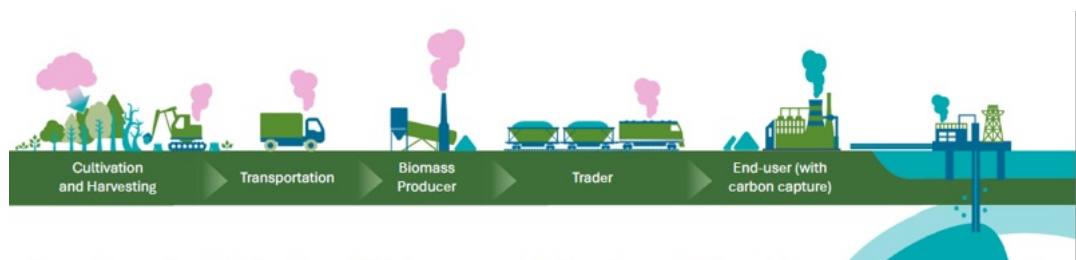 Cultivation
and Harvesting
Transportation
Biomass
Producer
Trader
End-user (with
carbon capture)